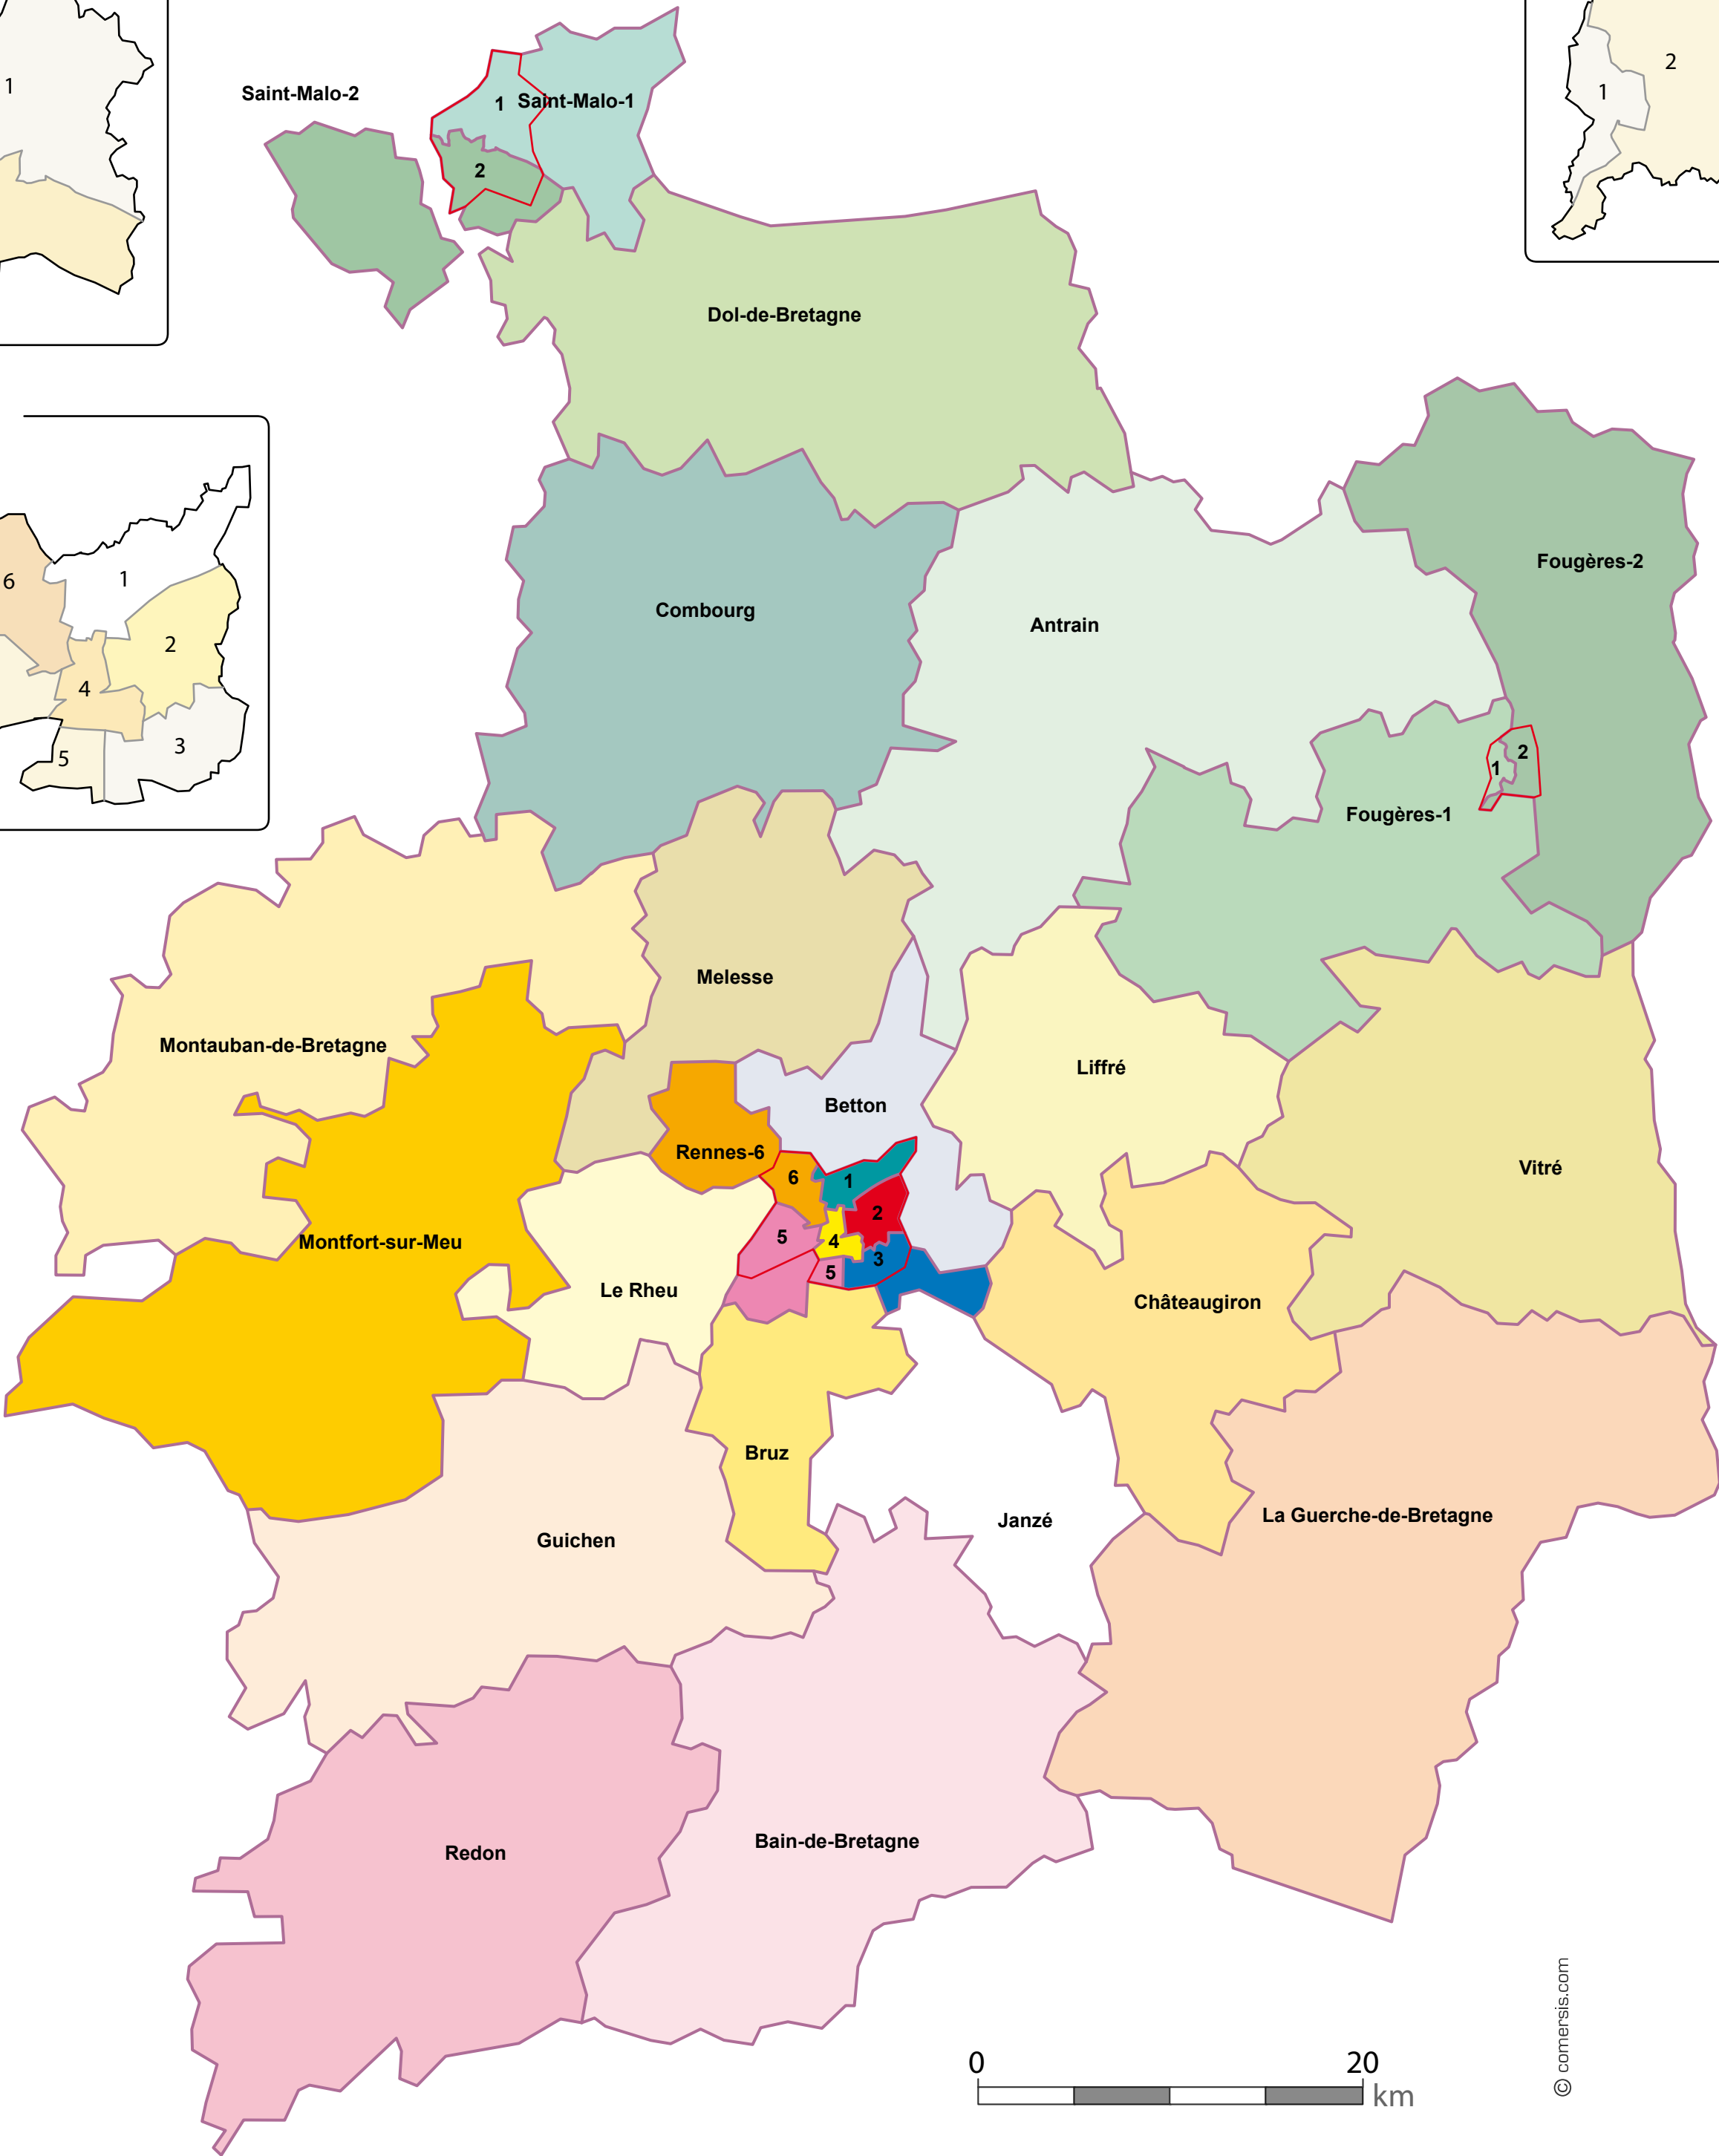 1
2
1
Saint-Malo-2
1
Saint-Malo-1
2
Dol-de-Bretagne
Fougères-2
6
1
Combourg
Antrain
2
4
3
5
2
1
Fougères-1
Melesse
Montauban-de-Bretagne
Liffré
Betton
Rennes-6
Vitré
6
1
2
5
4
Montfort-sur-Meu
3
5
Le Rheu
Châteaugiron
Bruz
La Guerche-de-Bretagne
Janzé
Guichen
Bain-de-Bretagne
Redon
© comersis.com
0
20
km